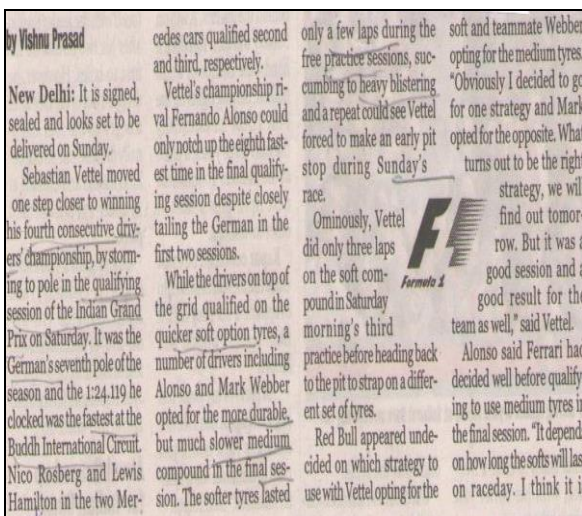 by Vishnu Prasad
New Delhi: It is signed,
sealed and looks set to be
delivered on Sunday.
Sebastian Vettel moved
one step closer to winning
his fourth consecutive driv-
ers' championship, by storm-
ing to pole in the qualifying
session of the Indian Grand
Prix on Saturday. It was the
German's seventh pole of the
season and the 1:24.119 he
clocked was the fastest at the
Buddh International Circuit.
Nico Rosberg and Lewis
Hamilton in the two Mer-
cedes cars qualified second
and third, respectively.
Vettel's championship ri-
val Fernando Alonso could
only notch up the eighth fast-
est time in the final qualify-
ing session despite closely
tailing the German in the
first two sessions.
While the drivers on top of
the grid qualified on the
quicker soft option tyres, a
number of drivers including
Alonso and Mark Webber
opted for the more durable,
but much slower medium
compound in the final ses-
sion. The softer tyres lasted
only a few laps during the
free practice sessions, suc-
cumbing to heavy blistering
and a repeat could see Vettel
forced to make an early pit
stop during Sunday's
race.
Ominously, Vettel
did only three laps
on the soft com-
pound in Saturday
morning's third
practice before heading back
to the pit to strap on a differ-
ent set of tyres.
Red Bull appeared unde-
cided on which strategy to
use with Vettel opting for the
F1
Formula 1
soft and teammate Webber
opting for the medium tyres.
"Obviously I decided to go
for one strategy and Mark
opted for the opposite. What
turns out to be the right
strategy, we will
find out tomor
row. But it was a
good session and a
good result for the
team as well," said Vettel.
Alonso said Ferrari had
decided well before qualify
ing to use medium tyres in
the final session. "It depend
on how long the softs will las
on raceday. I think it i